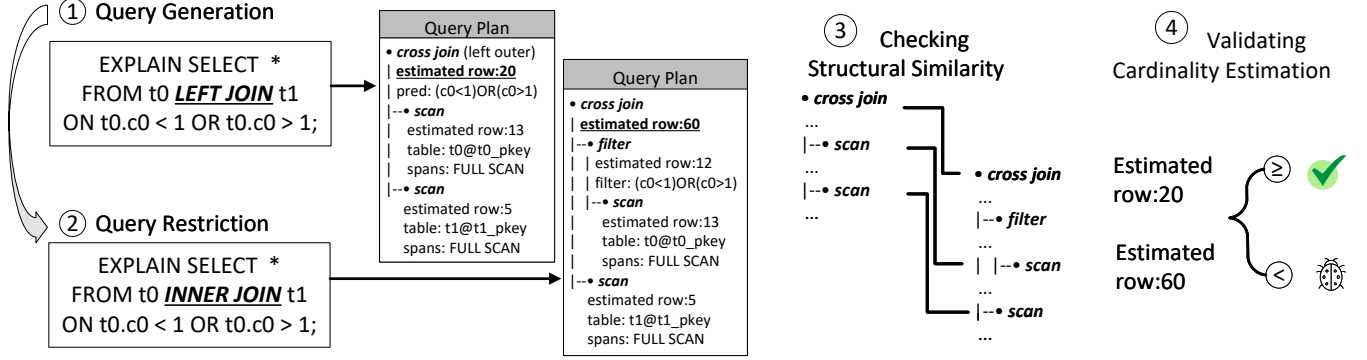 ① Query Generation
EXPLAIN SELECT *
FROM t0 LEFT JOIN t1
ON t0.c0 < 1 OR t0.c0 > 1;
② Query Restriction
EXPLAIN SELECT *
FROM t0 INNER JOIN t1
ON t0.c0 < 1 OR t0.c0 > 1;
Query Plan
• cross join (left outer)
| estimated row:20
| pred: (c0<1)OR(c0>1)
|--• scan
| estimated row:13
| table: t0@t0_pkey
| spans: FULL SCAN
|--• scan
estimated row:5
table: t1@t1_pkey
spans: FULL SCAN
Query Plan
• cross join
| estimated row:60
|--• filter
| | estimated row:12
| | filter: (c0<1)OR(c0>1)
| |--• scan
| estimated row:13
| table: t0@t0_pkey
| spans: FULL SCAN
|--• scan
estimated row:5
table: t1@t1_pkey
spans: FULL SCAN
③ Checking
Structural Similarity
• cross join
...
|--• scan
...
|--• scan
...
• cross join
...
|--• filter
...
| |--• scan
...
|--• scan
...
④ Validating
Cardinality Estimation
Estimated
row:20
Estimated
row:60
≥
<